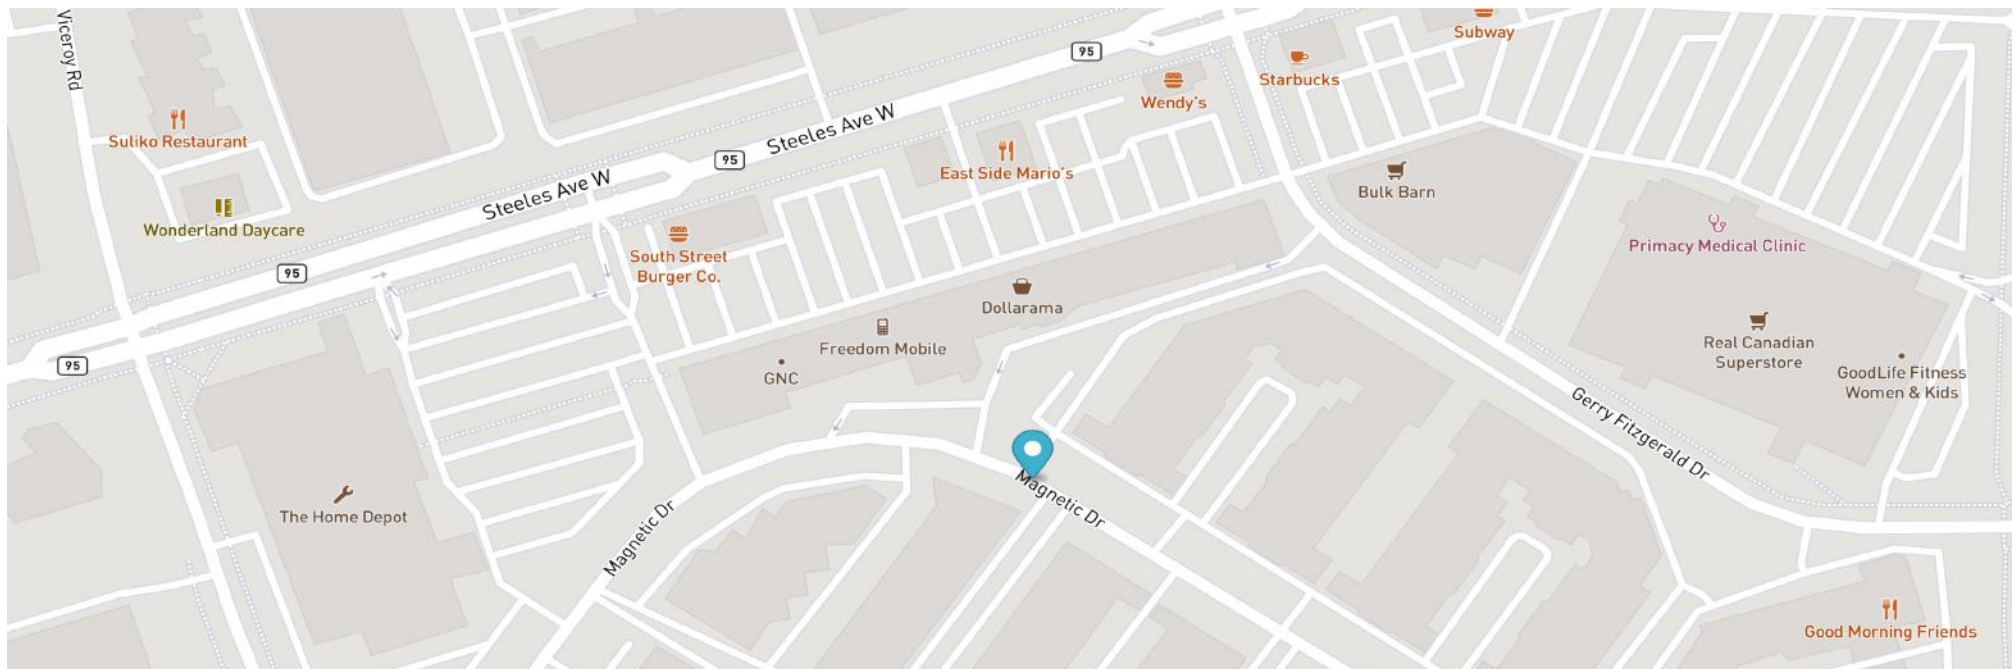 Viceroy Rd
Suliko Restaurant
Wonderland Daycare
95
Steeles Ave W
95
Steeles Ave W
95
95
Subway
Starbucks
Wendy's
East Side Mario's
South Street
Burger Co.
Bulk Barn
Primacy Medical Clinic
Dollarama
Freedom Mobile
GNC
Real Canadian
Superstore
GoodLife Fitness
Women & Kids
Gerry Fitzgerald Dr
The Home Depot
Magnetic Dr
Magnetic Dr
Good Morning Friends